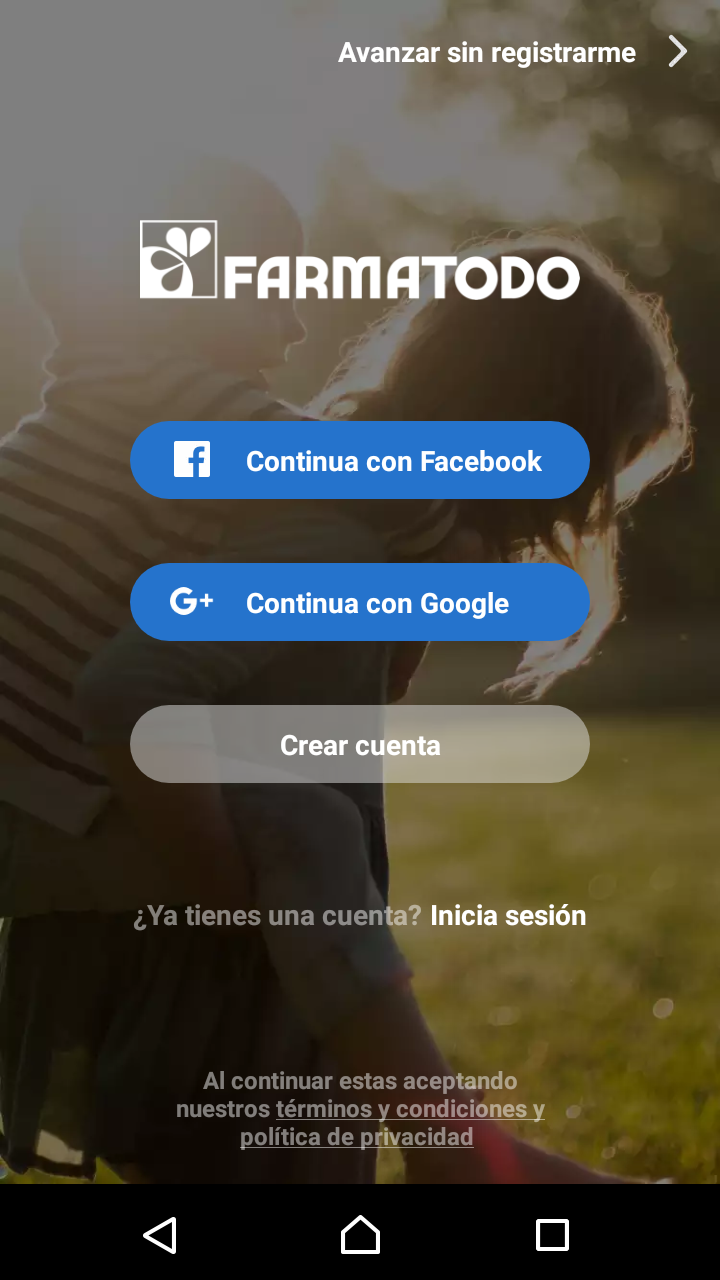 Avanzar sin registrarme
FARMATODO
Continua con Facebook
G+ Continua con Google
Crear cuenta
¿Ya tienes una cuenta? Inicia sesión
Al continuar estas aceptando
nuestros términos y condiciones y
política de privacidad